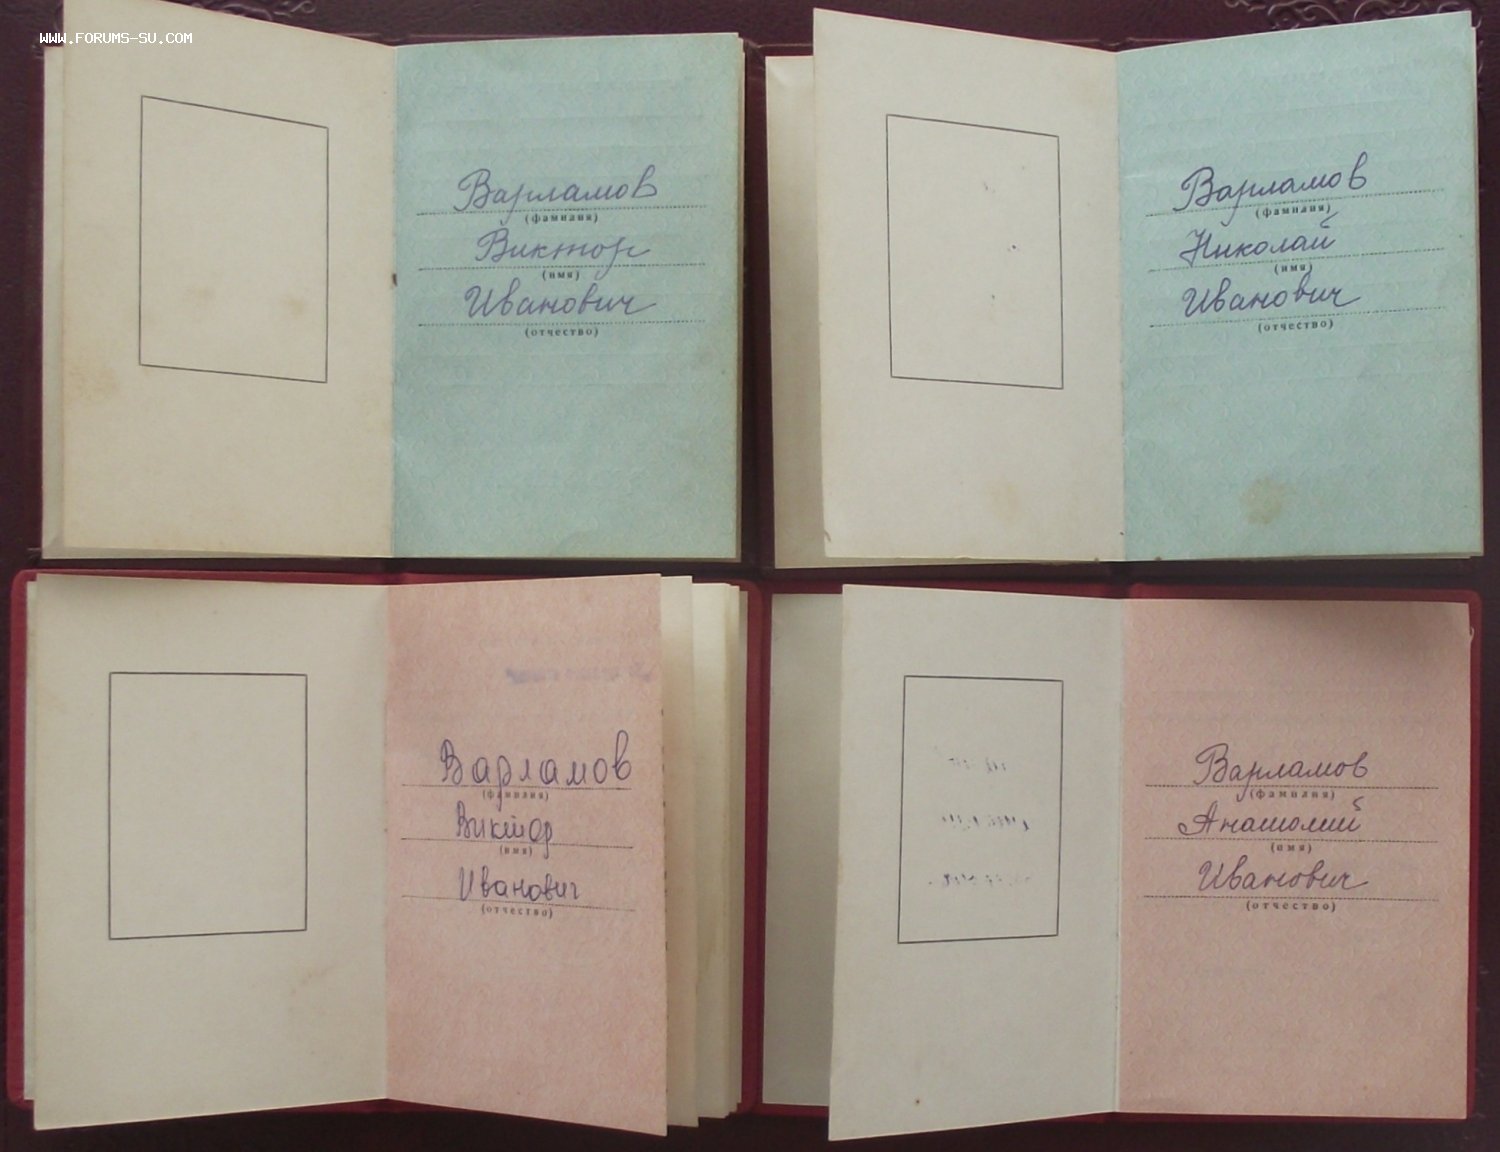 www.FORUMS-SU.COM
Варламов
(фамилия)
Виктор
(имя)
Иванович
(отчество)
Варламов
(фамилия)
Николай
(имя)
Иванович
(отчество)
Варламов
(фамилия)
Виктор
(имя)
Иванович
(отчество)
Варламов
(фамилия)
Анатолий
(имя)
Иванович
(отчество)